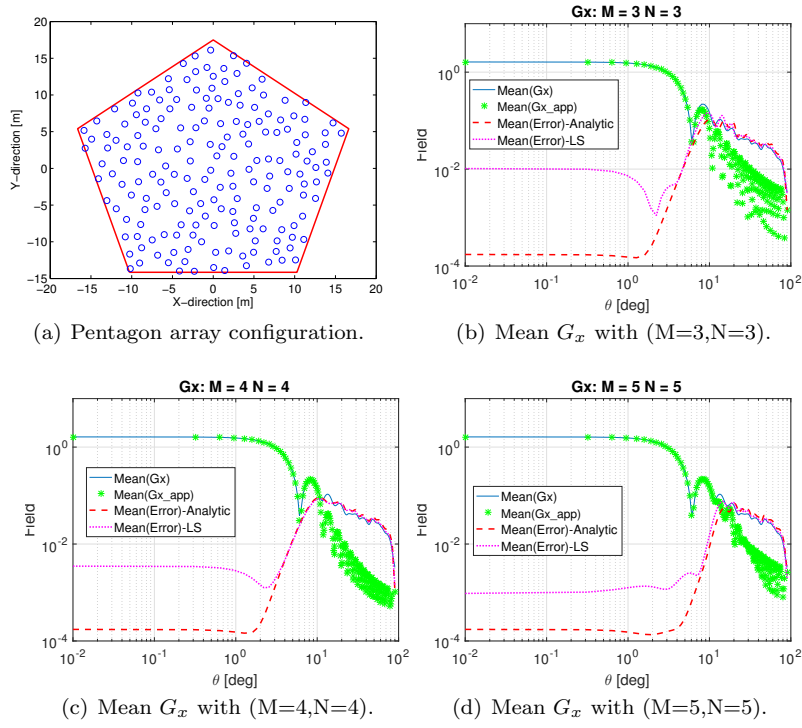 20
15
10
5
0
−5
−10
−15
−20
−15
−10
−5
0
5
10
15
20
Y−direction [m]
X−direction [m]
(a) Pentagon array configuration.
Gx: M = 3 N = 3
10^0
10^-2
10^-4
10^-2
10^-1
10^0
10^1
10^2
Field
θ [deg]
Mean(Gx)
Mean(Gx_app)
Mean(Error)-Analytic
Mean(Error)-LS
(b) Mean G_x with (M=3,N=3).
Gx: M = 4 N = 4
10^0
10^-2
10^-4
10^-2
10^-1
10^0
10^1
10^2
Field
θ [deg]
Mean(Gx)
Mean(Gx_app)
Mean(Error)-Analytic
Mean(Error)-LS
(c) Mean G_x with (M=4,N=4).
Gx: M = 5 N = 5
10^0
10^-2
10^-4
10^-2
10^-1
10^0
10^1
10^2
Field
θ [deg]
Mean(Gx)
Mean(Gx_app)
Mean(Error)-Analytic
Mean(Error)-LS
(d) Mean G_x with (M=5,N=5).